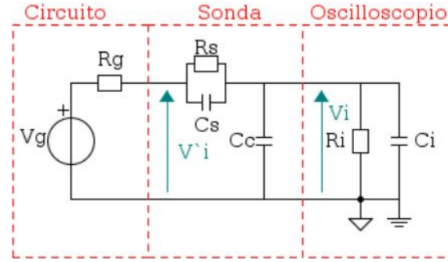 Circuito Sonda Oscilloscopio
Rg
Rs
Cs
+
Vg
V`i
Cc
Vi
Ri
Ci